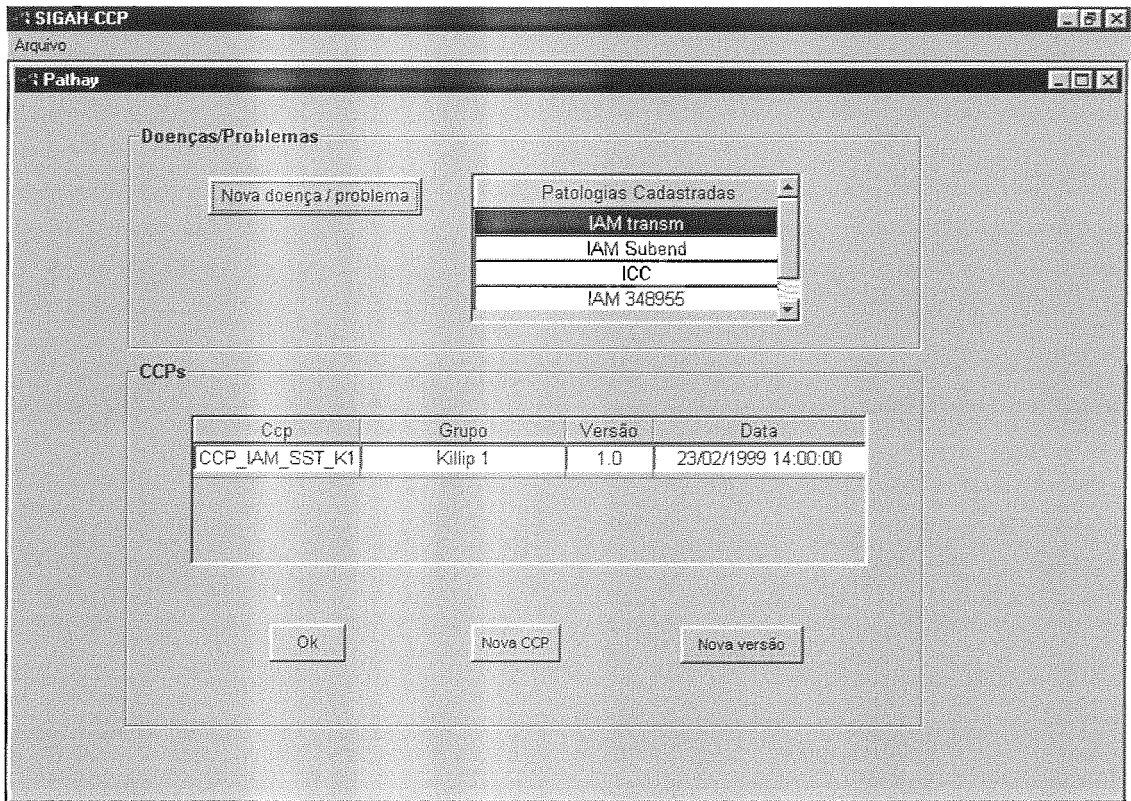 SIGAH-CCP
Arquivo
Pathay
Doenças/Problemas
Nova doença / problema
Patologias Cadastradas
IAM transm
IAM Subend
ICC
IAM 348955
CCPs
Ccp Grupo Versão Data
CCP_IAM_SST_K1 Killip 1 1.0 23/02/1999 14:00:00
Ok Nova CCP Nova versão